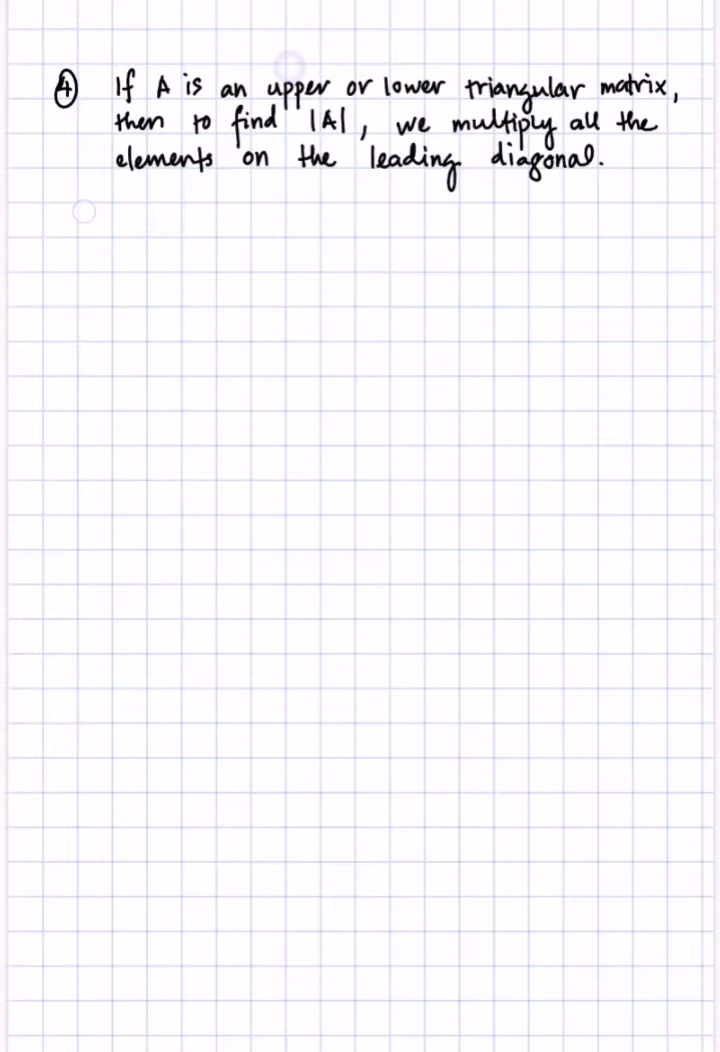 ④ If A is an upper or lower triangular matrix,
then to find |A|, we multiply all the
elements on the leading diagonal.